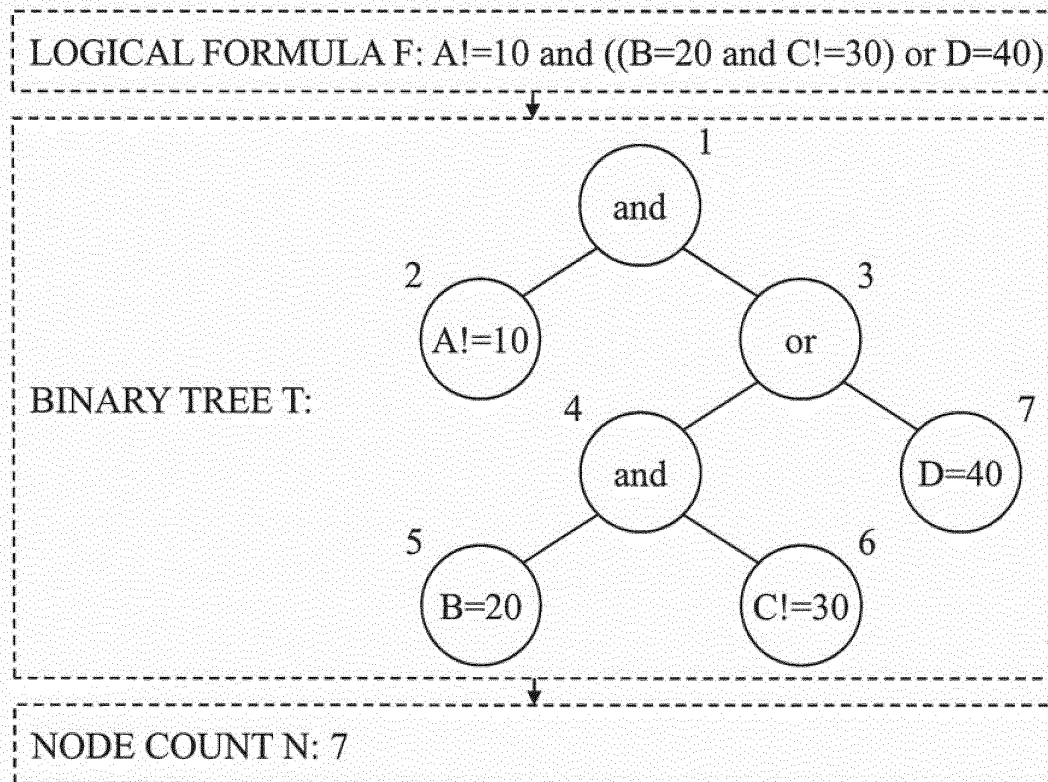 LOGICAL FORMULA F: A!=10 and ((B=20 and C!=30) or D=40)
1
and
2
3
A!=10
or
BINARY TREE T:
4
7
and
D=40
5
6
B=20
C!=30
NODE COUNT N: 7